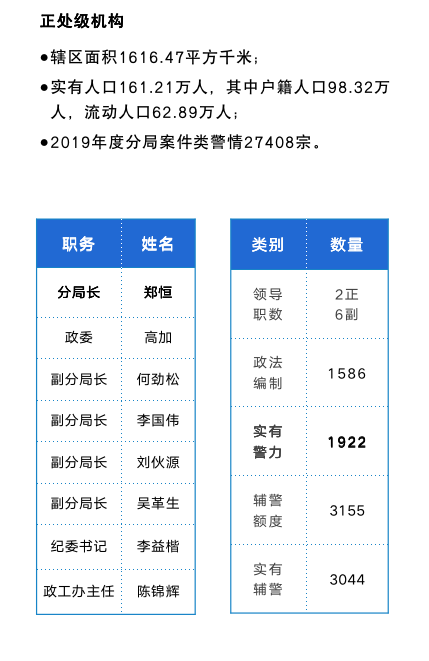 正处级机构
●辖区面积1616.47平方千米；
●实有人口161.21万人，其中户籍人口98.32万
人，流动人口62.89万人；
●2019年度分局案件类警情27408宗。
职务 姓名
分局长 郑恒
政委 高加
副分局长 何劲松
副分局长 李国伟
副分局长 刘伙源
副分局长 吴革生
纪委书记 李益楷
政工办主任 陈锦辉
类别 数量
领导 2正
职数 6副
政法
编制 1586
实有
警力 1922
辅警
额度 3155
实有
辅警 3044